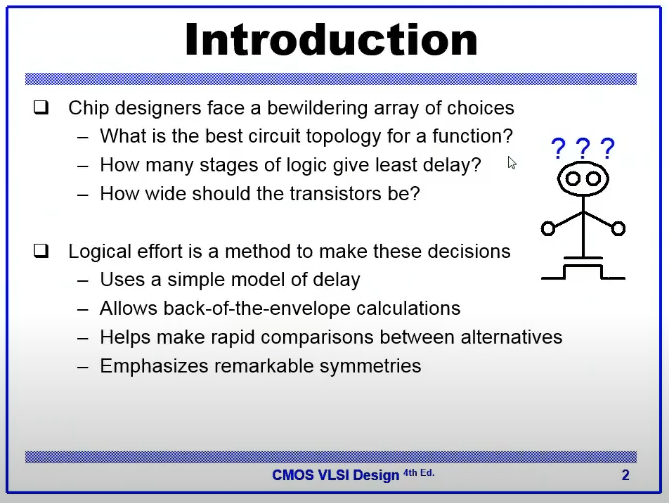 Introduction
❑ Chip designers face a bewildering array of choices
– What is the best circuit topology for a function?
– How many stages of logic give least delay?
– How wide should the transistors be?
? ? ?
❑ Logical effort is a method to make these decisions
– Uses a simple model of delay
– Allows back-of-the-envelope calculations
– Helps make rapid comparisons between alternatives
– Emphasizes remarkable symmetries
CMOS VLSI Design 4th Ed.
2